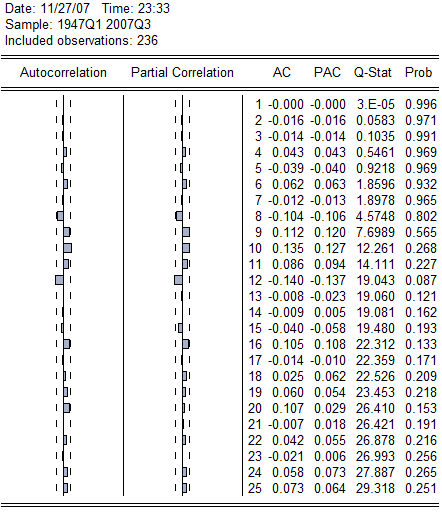 Date: 11/27/07 Time: 23:33
Sample: 1947Q1 2007Q3
Included observations: 236
Autocorrelation Partial Correlation AC PAC Q-Stat Prob
1 -0.000 -0.000 3.E-05 0.996
2 -0.016 -0.016 0.0583 0.971
3 -0.014 -0.014 0.1035 0.991
4 0.043 0.043 0.5461 0.969
5 -0.039 -0.040 0.9218 0.969
6 0.062 0.063 1.8596 0.932
7 -0.012 -0.013 1.8978 0.965
8 -0.104 -0.106 4.5748 0.802
9 0.112 0.120 7.6989 0.565
10 0.135 0.127 12.261 0.268
11 0.086 0.094 14.111 0.227
12 -0.140 -0.137 19.043 0.087
13 -0.008 -0.023 19.060 0.121
14 -0.009 0.005 19.081 0.162
15 -0.040 -0.058 19.480 0.193
16 0.105 0.108 22.312 0.133
17 -0.014 -0.010 22.359 0.171
18 0.025 0.062 22.526 0.209
19 0.060 0.054 23.453 0.218
20 0.107 0.029 26.410 0.153
21 -0.007 0.018 26.421 0.191
22 0.042 0.055 26.878 0.216
23 -0.021 0.006 26.993 0.256
24 0.058 0.073 27.887 0.265
25 0.073 0.064 29.318 0.251